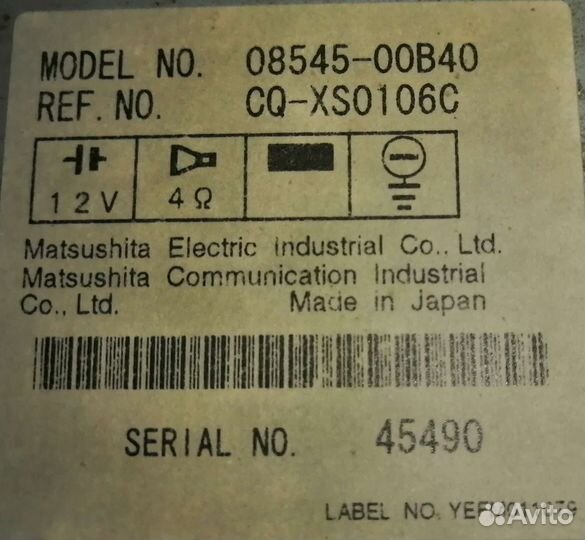 MODEL NO. 08545-00B40
REF. NO. CQ-XS0106C
12V 4Ω
Matsushita Electric Industrial Co., Ltd.
Matsushita Communication Industrial
Co., Ltd. Made in Japan
SERIAL NO. 45490
LABEL NO.
Avito